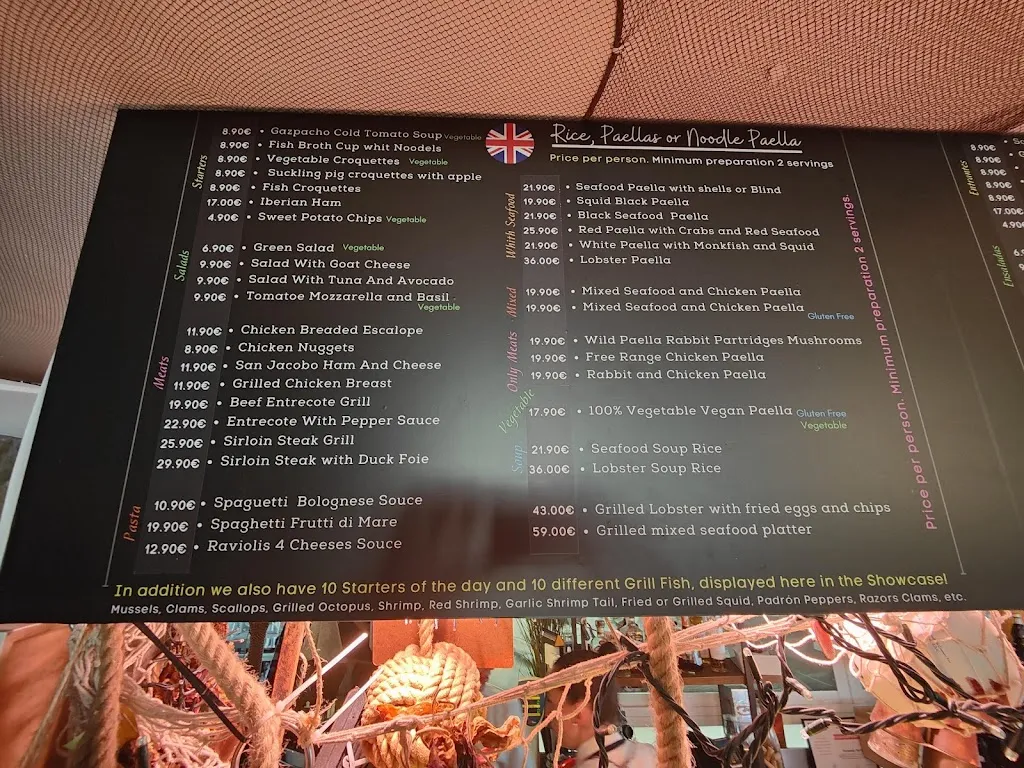 Starters
8.90€ • Gazpacho Cold Tomato Soup Vegetable
8.90€ • Fish Broth Cup whit Noodels
8.90€ • Vegetable Croquettes Vegetable
8.90€ • Suckling pig croquettes with apple
8.90€ • Fish Croquettes
17.00€ • Iberian Ham
4.90€ • Sweet Potato Chips Vegetable
Salads
6.90€ • Green Salad Vegetable
9.90€ • Salad With Goat Cheese
9.90€ • Salad With Tuna And Avocado
9.90€ • Tomatoe Mozzarella and Basil
Vegetable
Meats
11.90€ • Chicken Breaded Escalope
8.90€ • Chicken Nuggets
11.90€ • San Jacobo Ham And Cheese
11.90€ • Grilled Chicken Breast
19.90€ • Beef Entrecote Grill
22.90€ • Entrecote With Pepper Sauce
25.90€ • Sirloin Steak Grill
29.90€ • Sirloin Steak with Duck Foie
Pasta
10.90€ • Spaguetti Bolognese Souce
19.90€ • Spaghetti Frutti di Mare
12.90€ • Raviolis 4 Cheeses Souce
Rice, Paellas or Noodle Paella
Price per person. Minimum preparation 2 servings
Whith Seafood
21.90€ • Seafood Paella with shells or Blind
19.90€ • Squid Black Paella
21.90€ • Black Seafood Paella
25.90€ • Red Paella with Crabs and Red Seafood
21.90€ • White Paella with Monkfish and Squid
36.00€ • Lobster Paella
Mixed
19.90€ • Mixed Seafood and Chicken Paella
19.90€ • Mixed Seafood and Chicken Paella
Gluten Free
Only Meats
19.90€ • Wild Paella Rabbit Partridges Mushrooms
19.90€ • Free Range Chicken Paella
19.90€ • Rabbit and Chicken Paella
Vegetable
17.90€ • 100% Vegetable Vegan Paella Gluten Free
Vegetable
Soup
21.90€ • Seafood Soup Rice
36.00€ • Lobster Soup Rice
43.00€ • Grilled Lobster with fried eggs and chips
59.00€ • Grilled mixed seafood platter
Price per person. Minimum preparation 2 servings.
In addition we also have 10 Starters of the day and 10 different Grill Fish, displayed here in the Showcase!
Mussels, Clams, Scallops, Grilled Octopus, Shrimp, Red Shrimp, Garlic Shrimp Tail, Fried or Grilled Squid, Padrón Peppers, Razors Clams, etc.
Entrantes
8.90€
8.90€
8.90€
8.90€
8.90€
17.00€
4.90€
Ensaladas